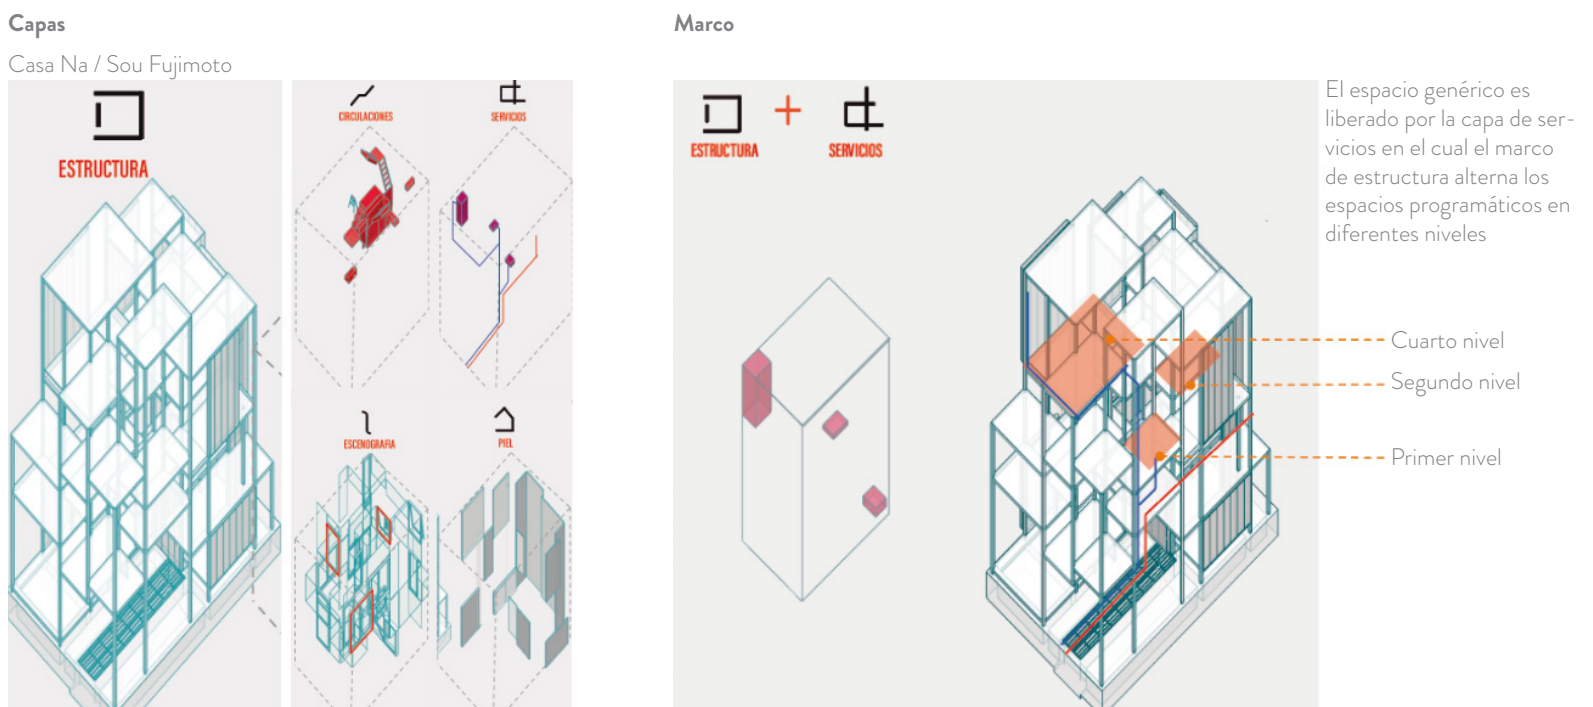 Capas
Casa Na / Sou Fujimoto
ESTRUCTURA
CIRCULACIONES
SERVICIOS
ESCENOGRAFIA
PIEL
Marco
ESTRUCTURA
SERVICIOS
El espacio genérico es
liberado por la capa de ser-
vicios en el cual el marco
de estructura alterna los
espacios programáticos en
diferentes niveles
Cuarto nivel
Segundo nivel
Primer nivel